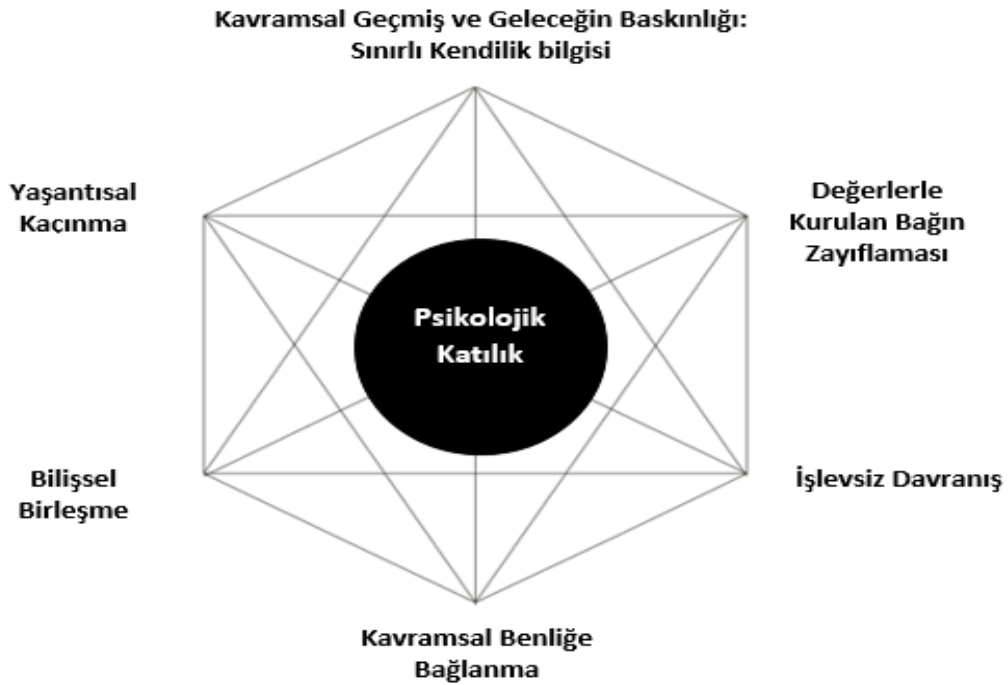 Kavramsal Geçmiş ve Geleceğin Baskınlığı:
Sınırlı Kendilik bilgisi
Yaşantısal
Kaçınma
Değerlerle
Kurulan Bağın
Zayıflaması
Psikolojik
Katılık
Bilişsel
Birleşme
İşlevsiz Davranış
Kavramsal Benliğe
Bağlanma